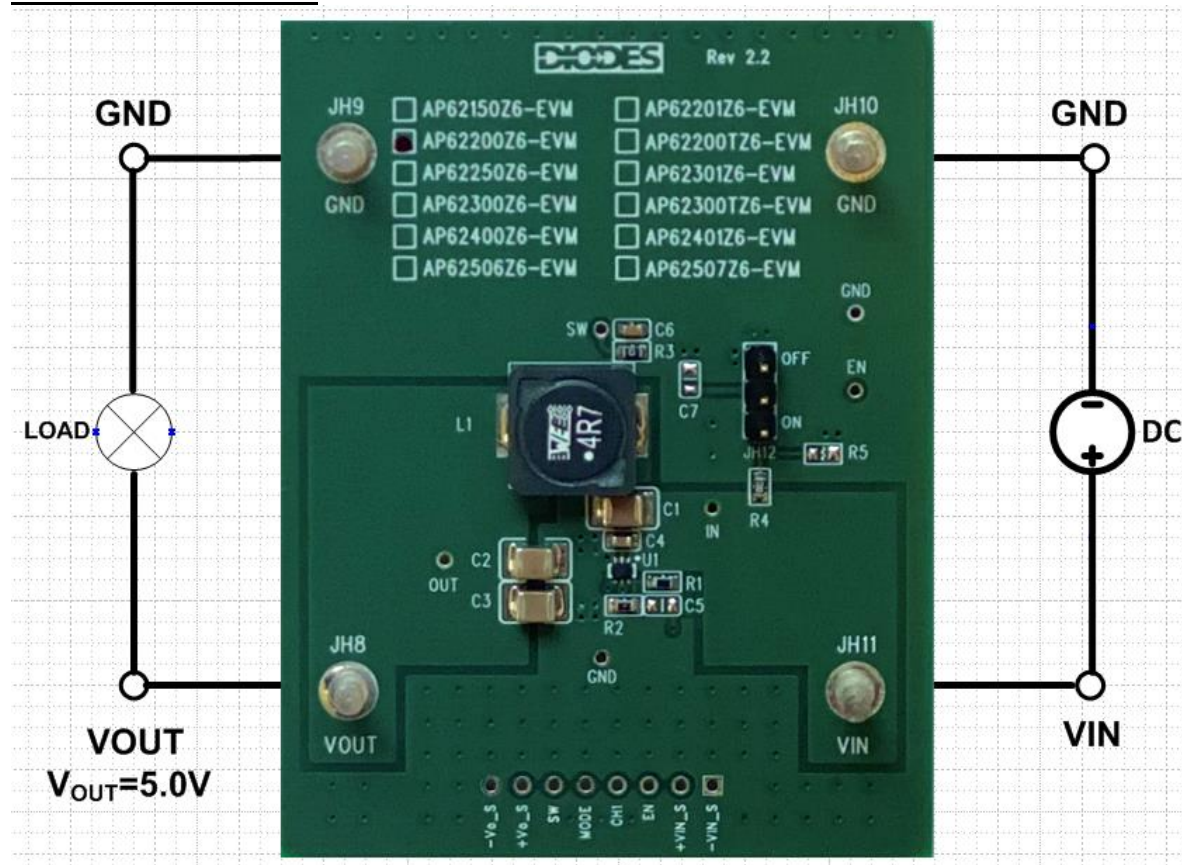 DIODES Rev 2.2
GND
GND
JH9
AP62150Z6-EVM
AP62200Z6-EVM
AP62250Z6-EVM
AP62300Z6-EVM
AP62400Z6-EVM
AP62506Z6-EVM
AP62201Z6-EVM
AP62200TZ6-EVM
AP62301Z6-EVM
AP62300TZ6-EVM
AP62401Z6-EVM
AP62507Z6-EVM
JH10
GND
GND
GND
EN
SW
C6
R3
OFF
C7
ON
L1
4R7
JH12
R5
R4
LOAD
DC
C1
IN
C4
U1
C2
OUT
C3
R1
C5
R2
GND
JH8
VOUT
JH11
VIN
VOUT
VOUT=5.0V
VIN
-Vo_S
+Vo_S
SW
MODE
CH1
EN
+VIN_S
-VIN_S